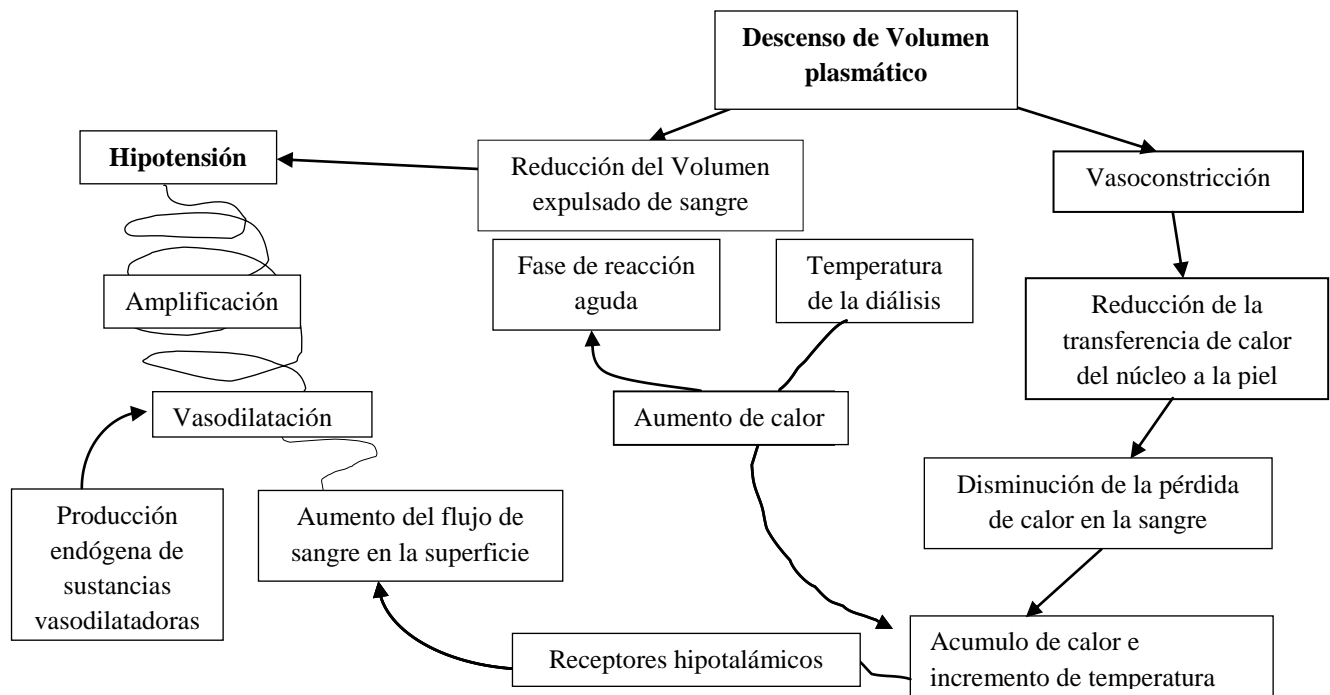 Descenso de Volumen
plasmático
Hipotensión
Reducción del Volumen
expulsado de sangre
Vasoconstricción
Fase de reacción
aguda
Temperatura
de la diálisis
Amplificación
Reducción de la
transferencia de calor
del núcleo a la piel
Vasodilatación
Aumento de calor
Producción
endógena de
sustancias
vasodilatadoras
Aumento del flujo de
sangre en la superficie
Disminución de la pérdida
de calor en la sangre
Receptores hipotalámicos
Acumulo de calor e
incremento de temperatura